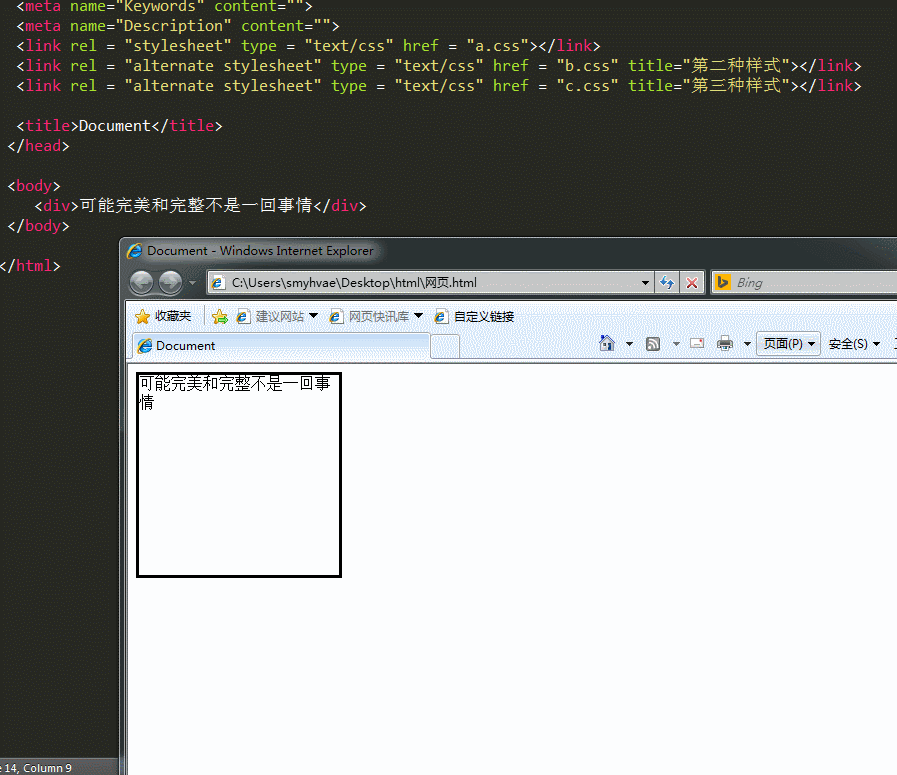 <meta name="Keywords" content="">
<meta name="Description" content="">
<link rel = "stylesheet" type = "text/css" href = "a.css"></link>
<link rel = "alternate stylesheet" type = "text/css" href = "b.css" title="第二种样式"></link>
<link rel = "alternate stylesheet" type = "text/css" href = "c.css" title="第三种样式"></link>
<title>Document</title>
</head>
<body>
<div>可能完美和完整不是一回事情</div>
</body>
</html>
Document - Windows Internet Explorer
C:\Users\smyhvae\Desktop\html\网页.html
Bing
收藏夹 建议网站 网页快讯库 自定义链接
Document 页面(P) 安全(S)
可能完美和完整不是一回事
情
14, Column 9